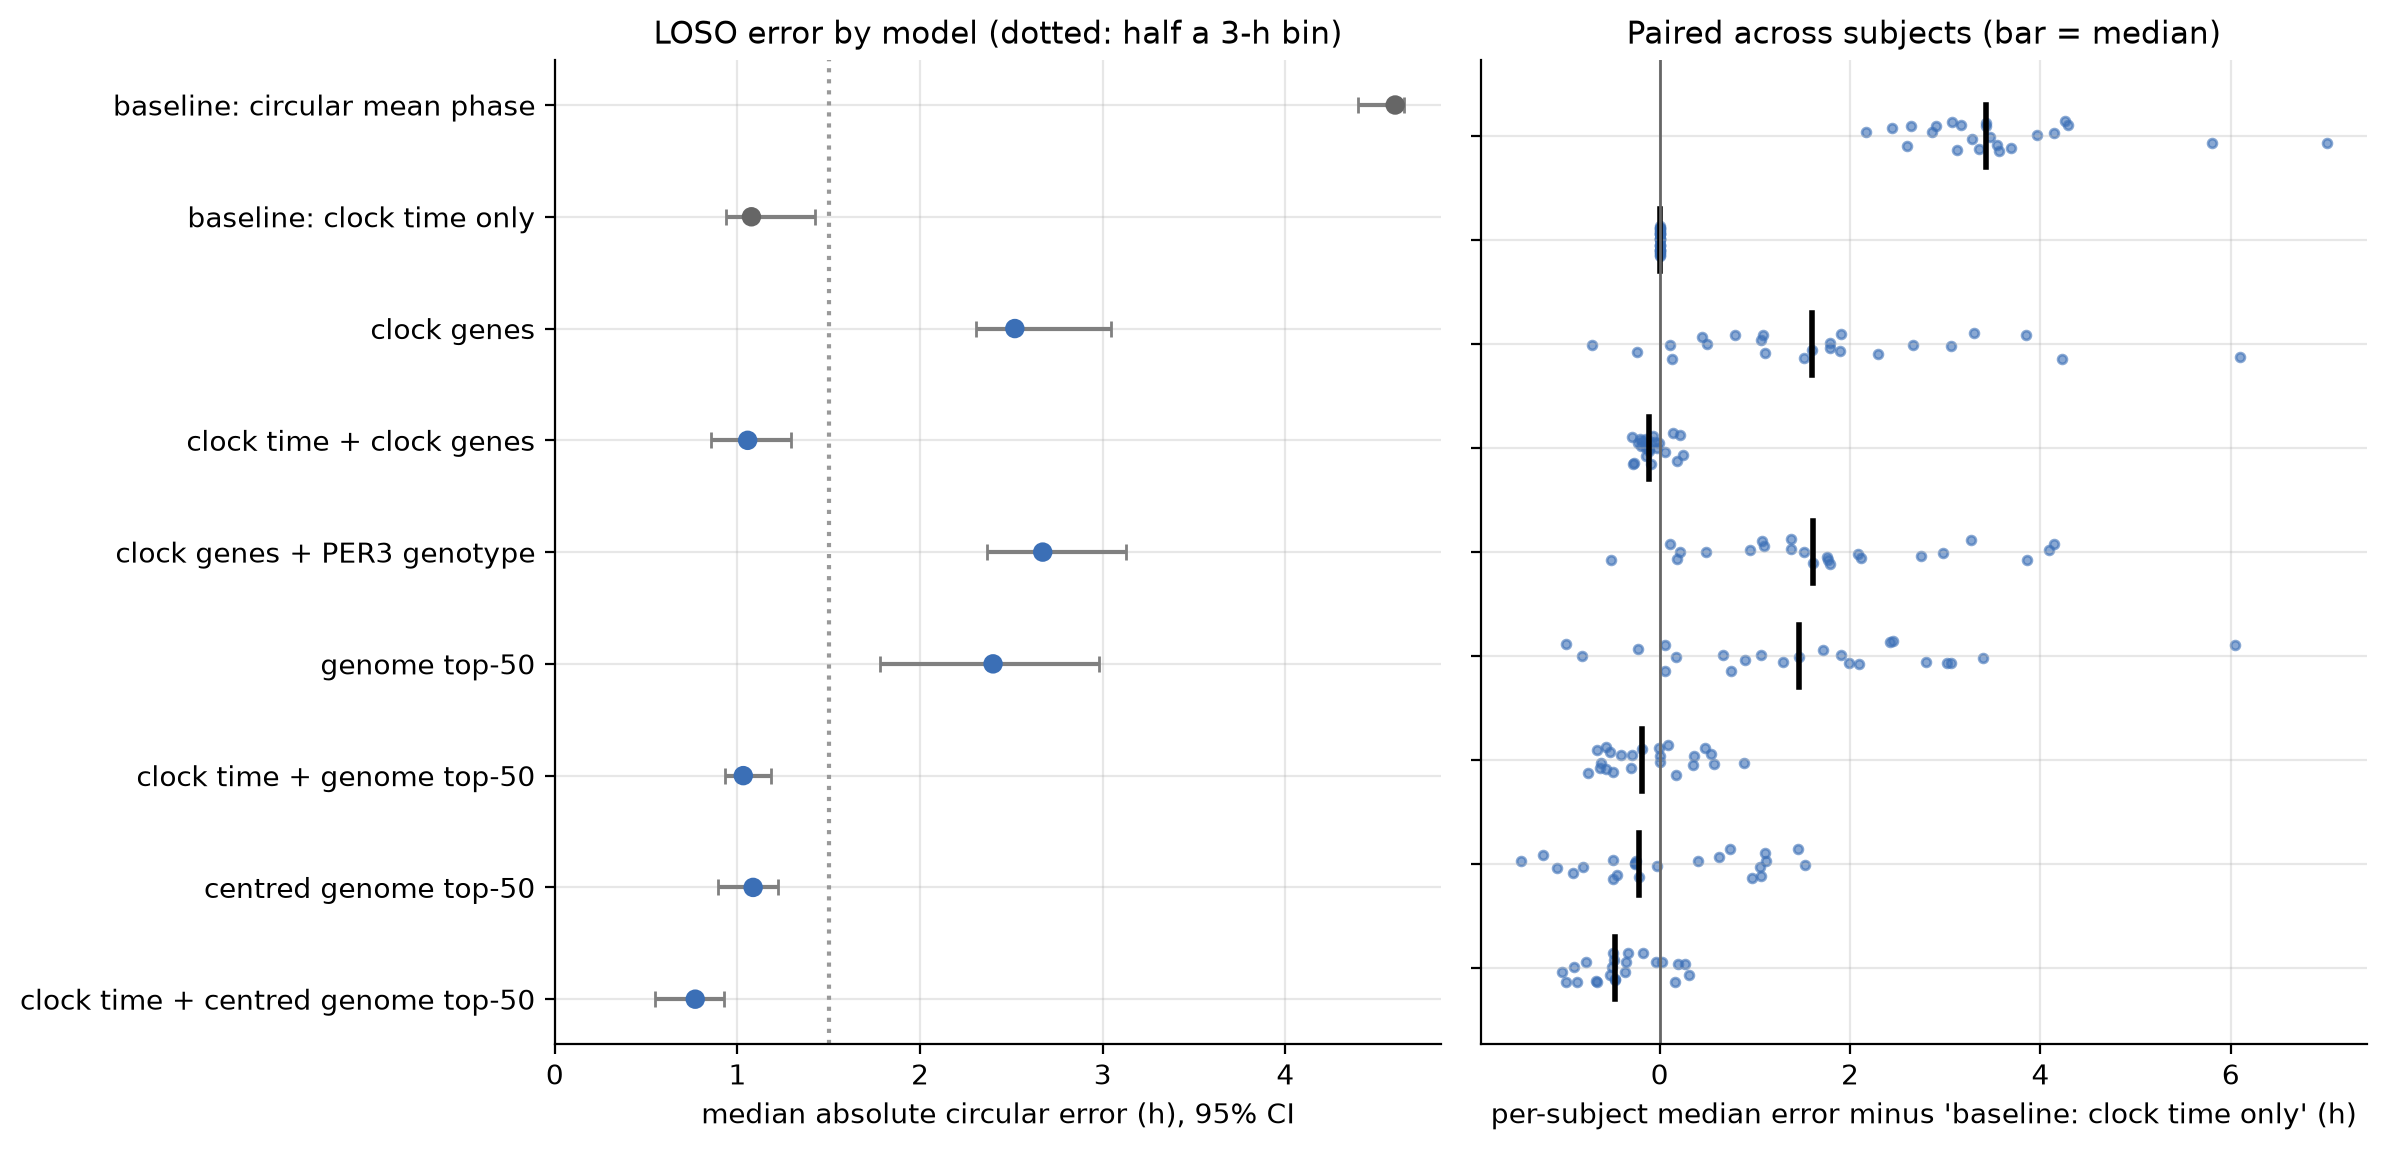 LOSO error by model (dotted: half a 3-h bin)
Paired across subjects (bar = median)
baseline: circular mean phase
baseline: clock time only
clock genes
clock time + clock genes
clock genes + PER3 genotype
genome top-50
clock time + genome top-50
centred genome top-50
clock time + centred genome top-50
0 1 2 3 4
0 2 4 6
median absolute circular error (h), 95% CI
per-subject median error minus 'baseline: clock time only' (h)